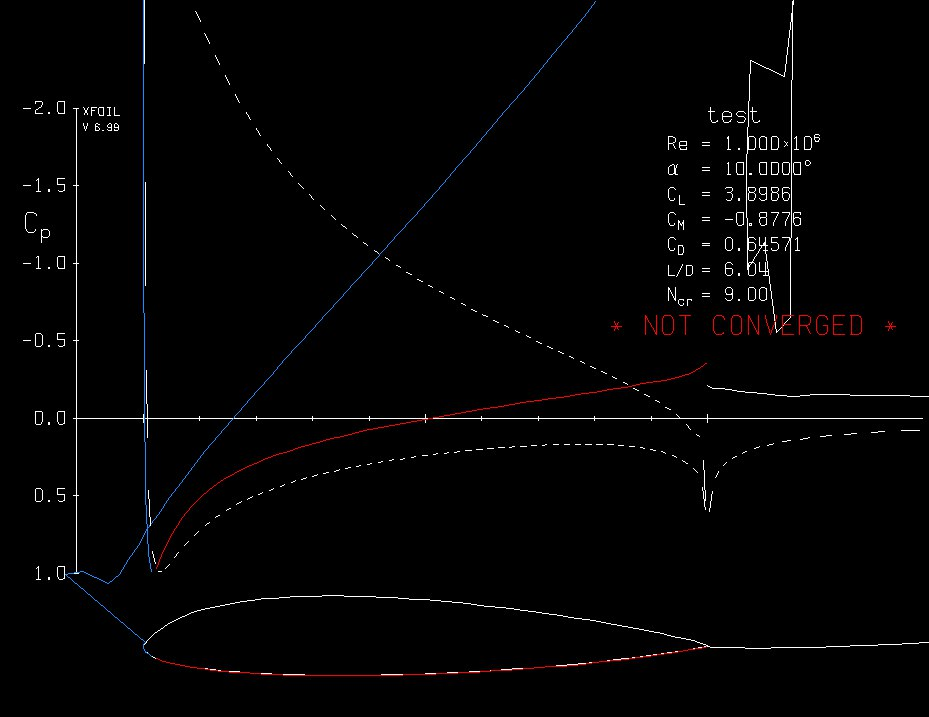 -2.0
XFOIL
V 6.99
-1.5
Cp
-1.0
-0.5
0.0
0.5
1.0
test
Re = 1.000×10⁶
α = 10.0000°
CL = 3.8986
CM = -0.8776
CD = 0.64571
L/D = 6.04
Ncr = 9.00
* NOT CONVERGED *